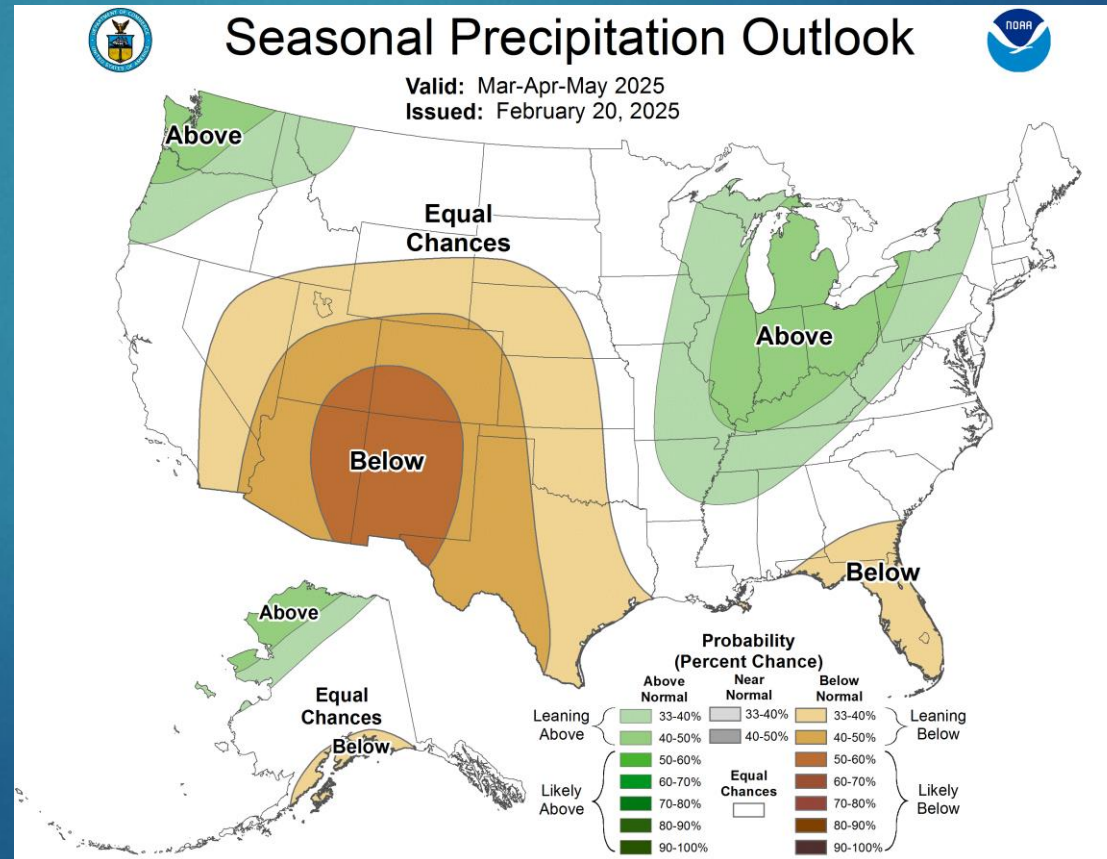 Seasonal Precipitation Outlook
NOAA
Valid: Mar-Apr-May 2025
Issued: February 20, 2025
Above
Equal
Chances
Above
Below
Below
Above
Equal
Chances
Below
Probability
(Percent Chance)
Above Normal
Near Normal
Below Normal
Leaning Above
33-40%
33-40%
33-40%
Leaning Below
40-50%
40-50%
40-50%
Likely Above
50-60%
50-60%
Likely Below
60-70%
Equal Chances
60-70%
70-80%
70-80%
80-90%
80-90%
90-100%
90-100%